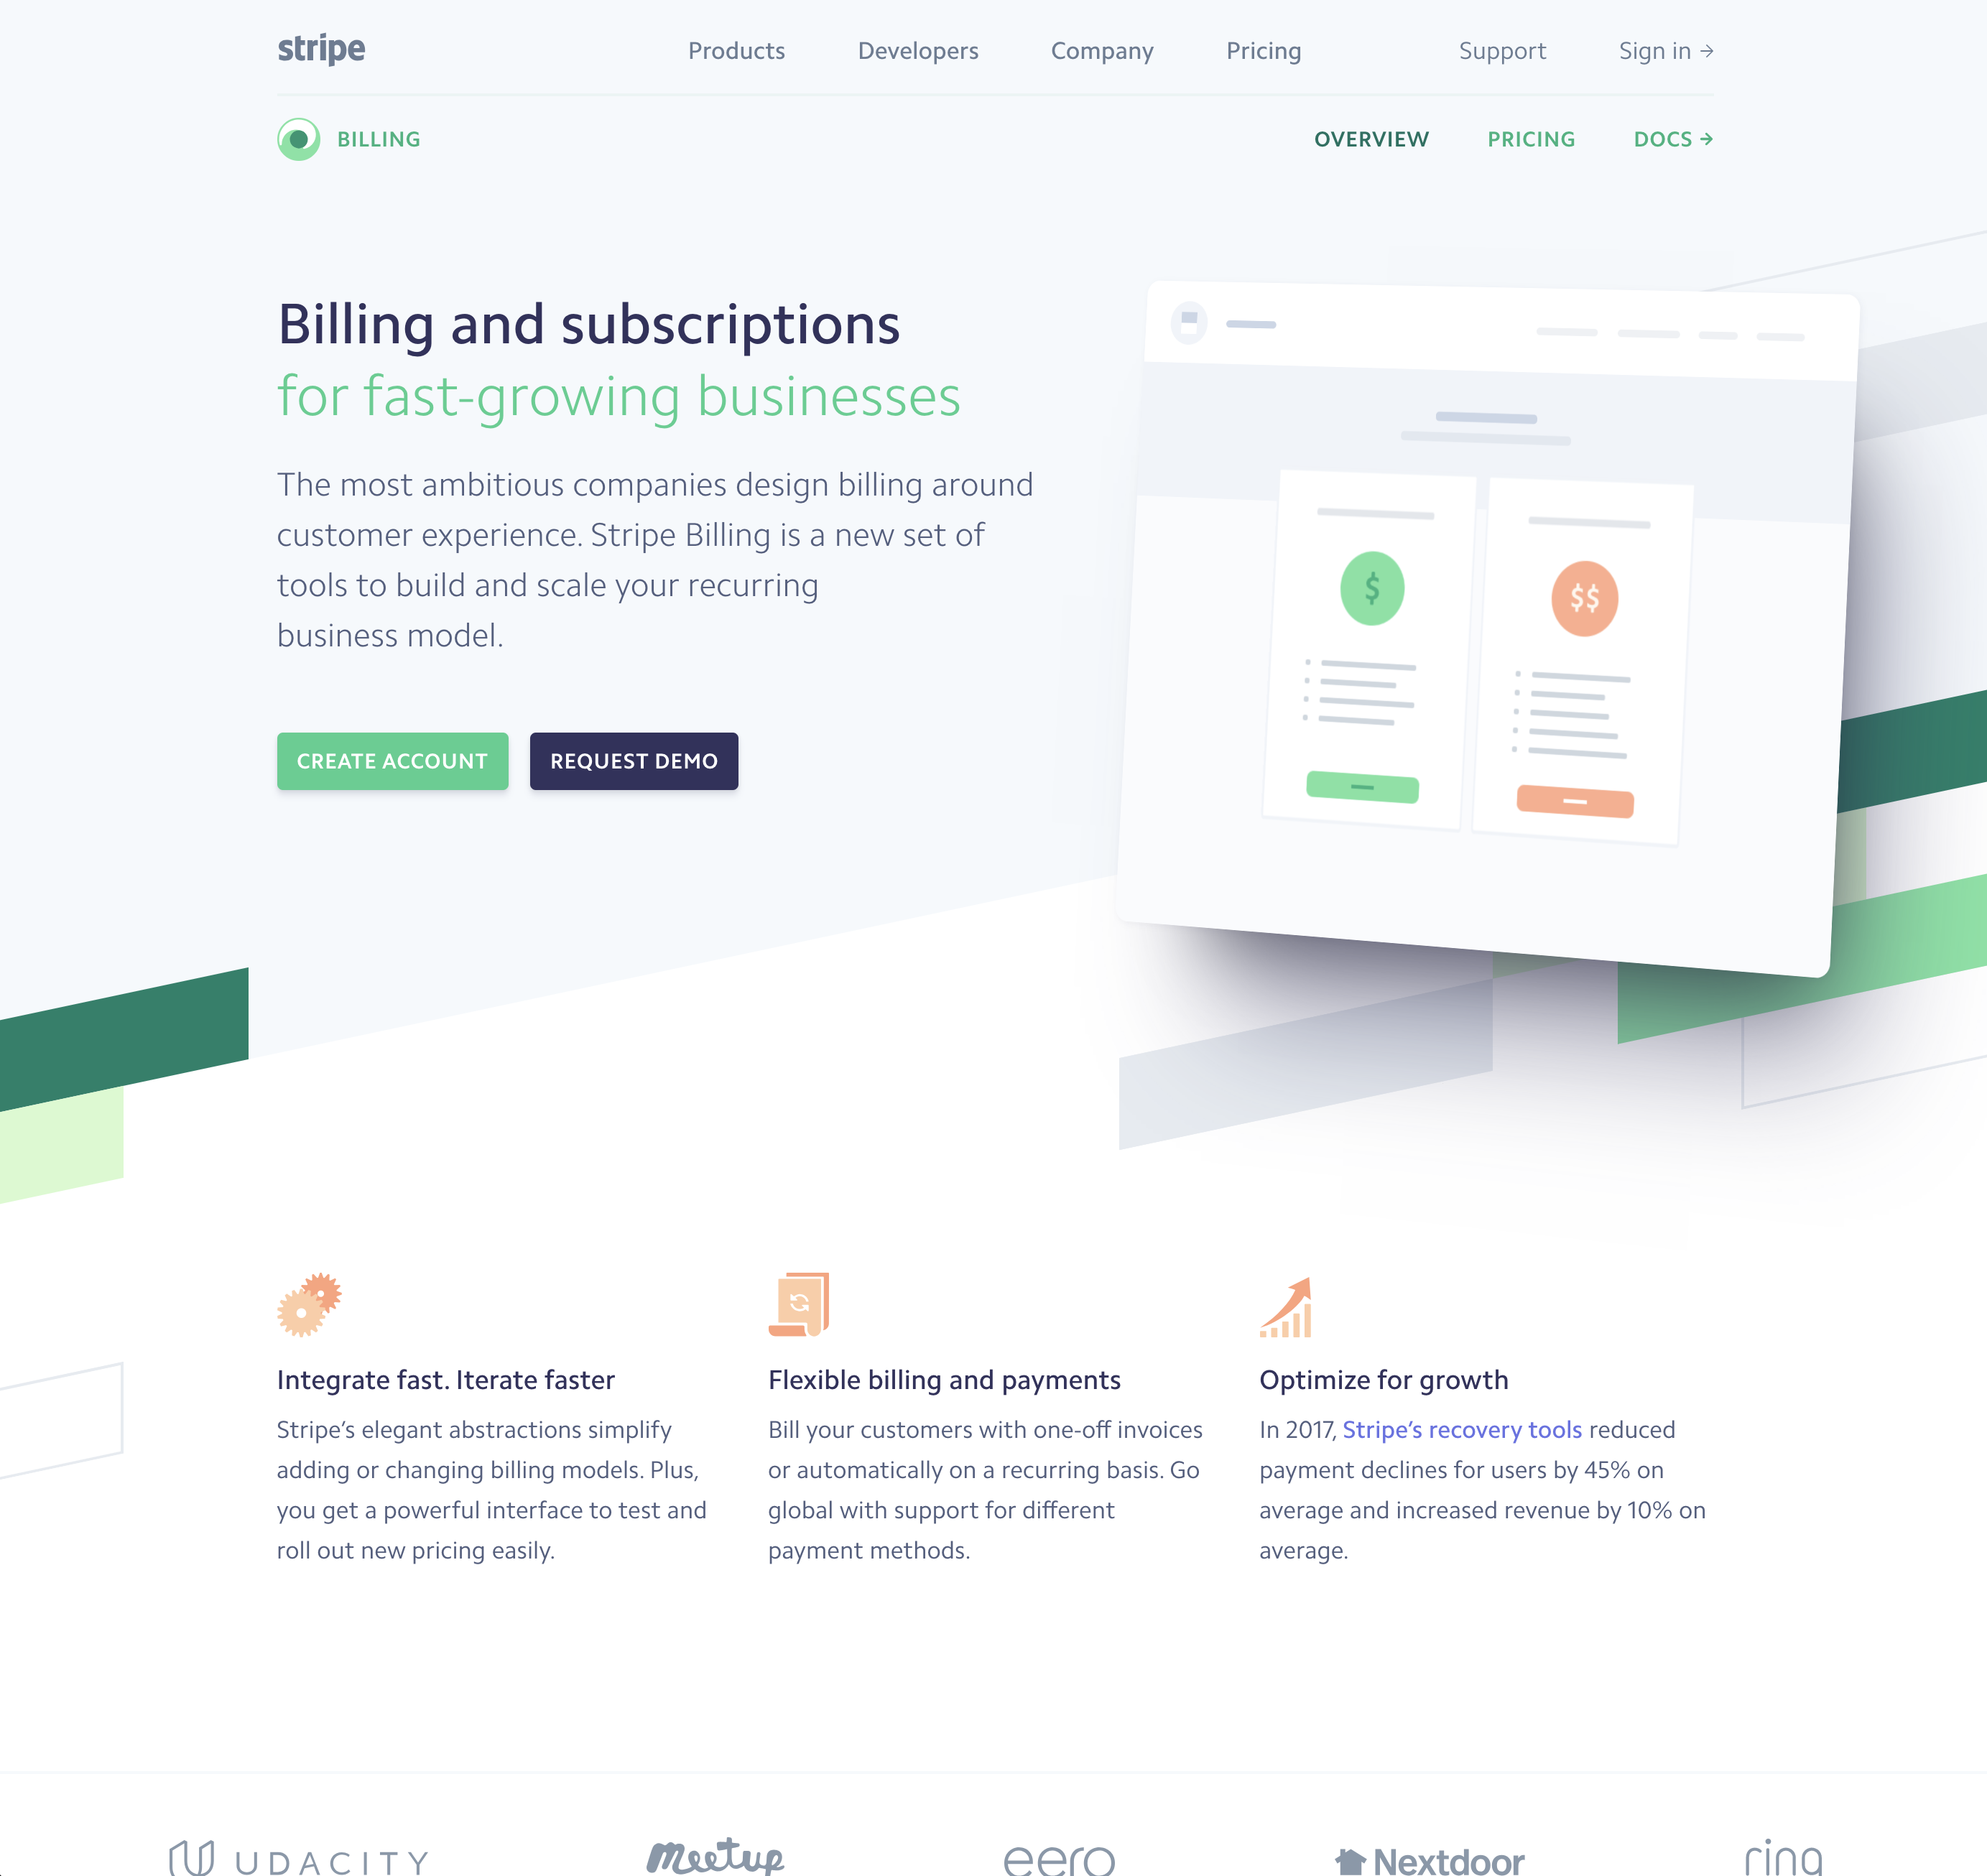 stripe
Products Developers Company Pricing Support Sign in →
BILLING
OVERVIEW PRICING DOCS →
Billing and subscriptions
for fast-growing businesses
The most ambitious companies design billing around
customer experience. Stripe Billing is a new set of
tools to build and scale your recurring
business model.
CREATE ACCOUNT REQUEST DEMO
$ $$
Integrate fast. Iterate faster
Stripe’s elegant abstractions simplify
adding or changing billing models. Plus,
you get a powerful interface to test and
roll out new pricing easily.
Flexible billing and payments
Bill your customers with one-off invoices
or automatically on a recurring basis. Go
global with support for different
payment methods.
Optimize for growth
In 2017, Stripe’s recovery tools reduced
payment declines for users by 45% on
average and increased revenue by 10% on
average.
UDACITY meetup eero Nextdoor ring